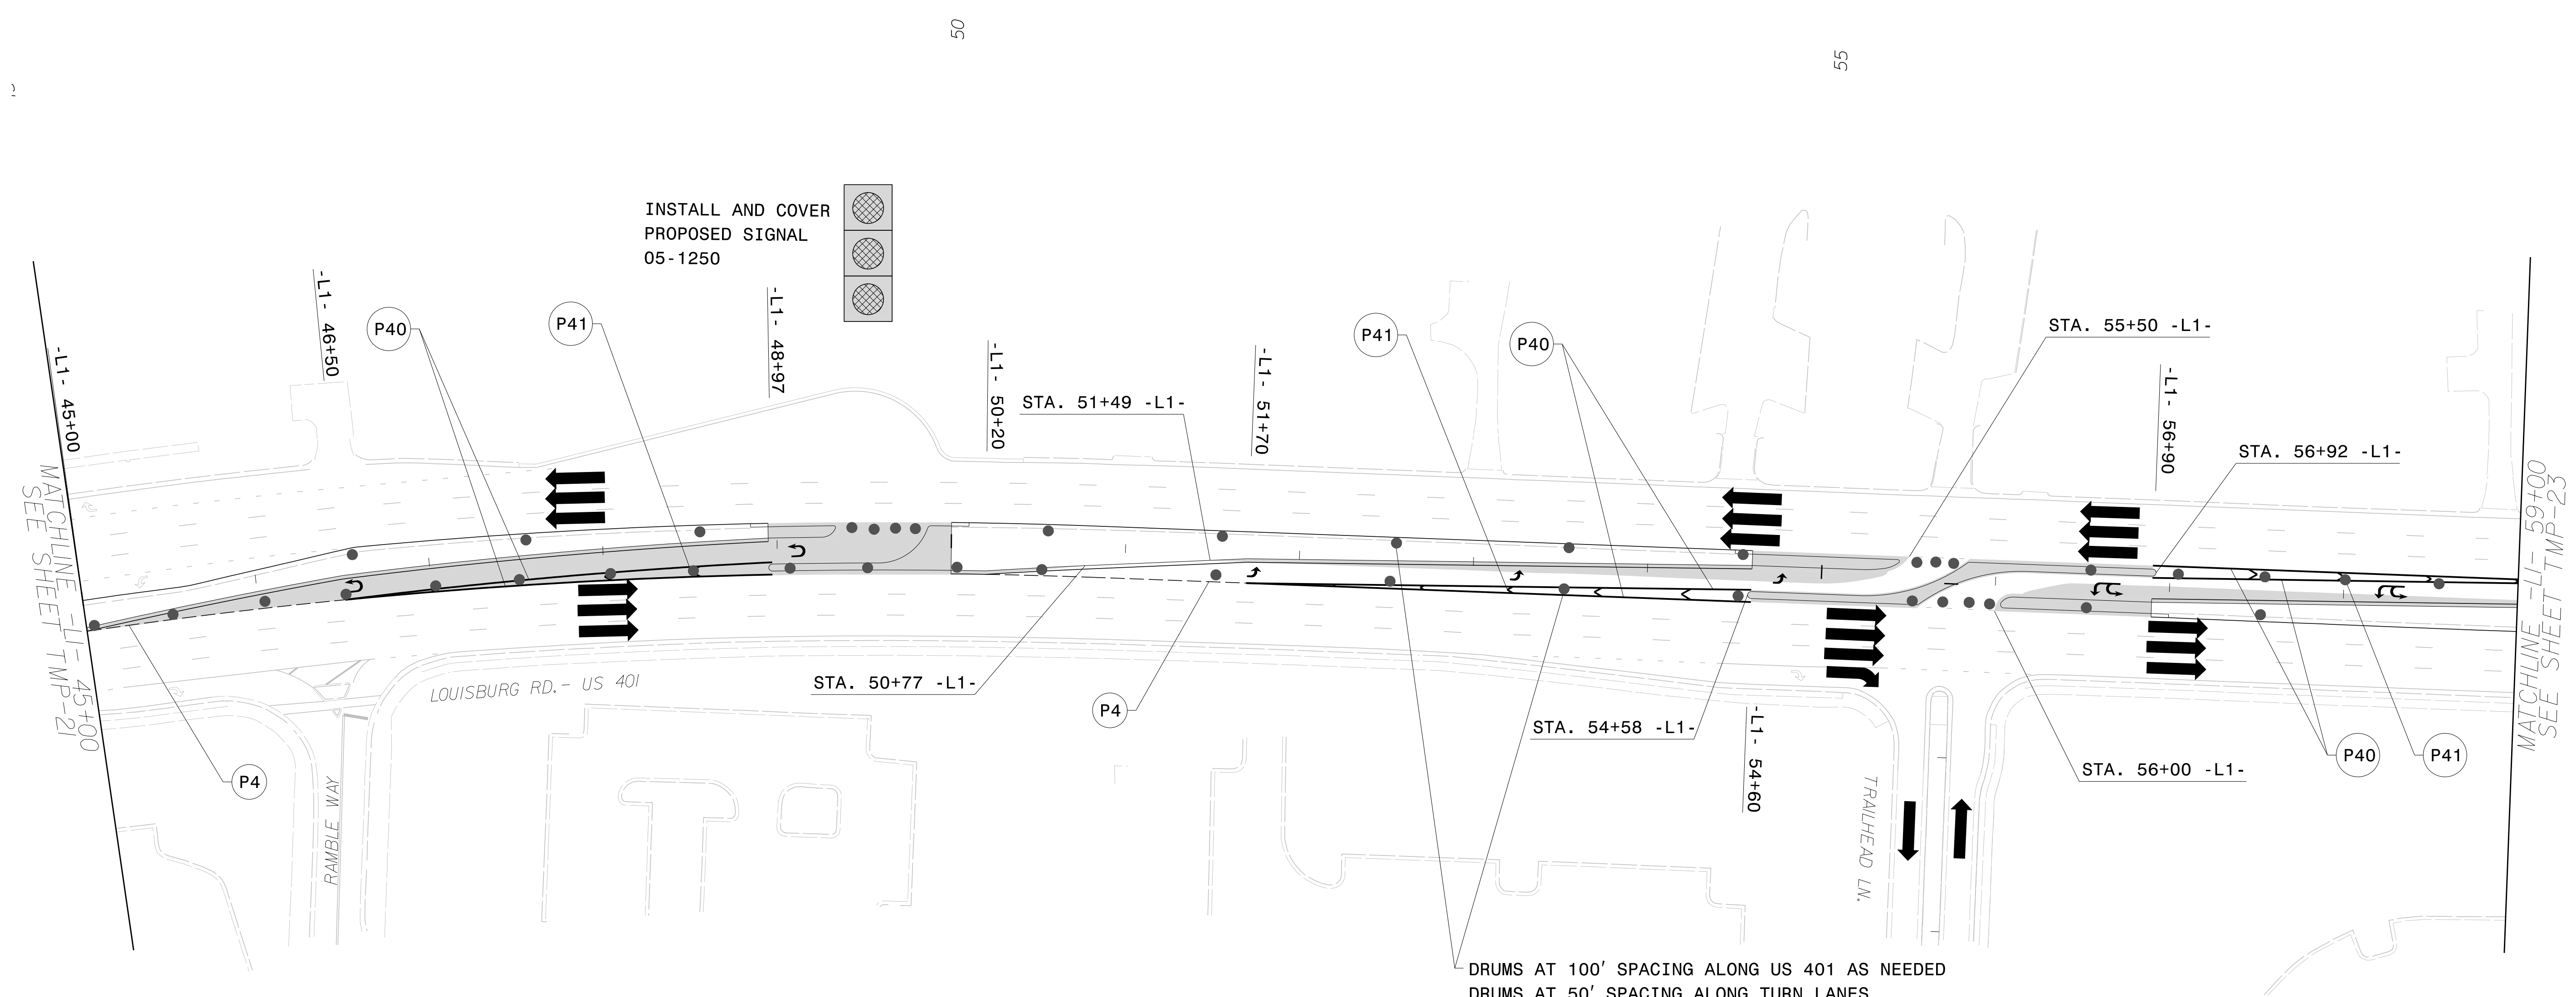 50
55
INSTALL AND COVER
PROPOSED SIGNAL
05-1250
-L1- 45+00
-L1- 46+50
P40
P41
-L1- 48+97
-L1- 50+20
STA. 51+49 -L1-
-L1- 51+70
P41
P40
STA. 55+50 -L1-
-L1- 56+90
STA. 56+92 -L1-
MATCHLINE -L1- 45+00
SEE SHEET TMP-21
MATCHLINE -L1- 59+00
SEE SHEET TMP-23
LOUISBURG RD.- US 401
STA. 50+77 -L1-
P4
P4
STA. 54+58 -L1-
-L1- 54+60
STA. 56+00 -L1-
P40
P41
RAMBLE WAY
TRAILHEAD LN.
DRUMS AT 100' SPACING ALONG US 401 AS NEEDED
DRUMS AT 50' SPACING ALONG TURN LANES